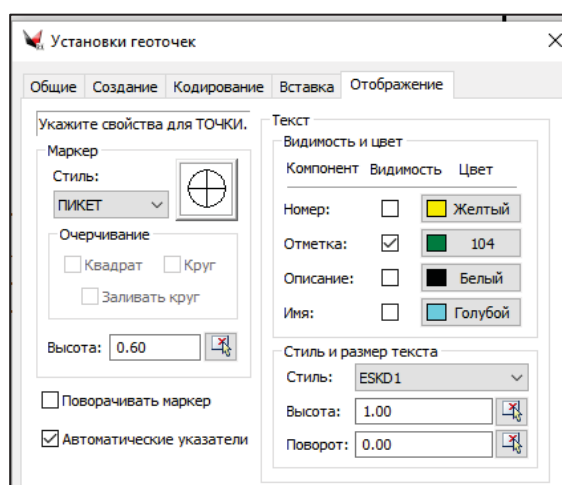 Установки геоточек
Общие Создание Кодирование Вставка Отображение
Укажите свойства для ТОЧКИ.
Маркер
Стиль:
ПИКЕТ
Очерчивание
Квадрат Круг
Заливать круг
Высота: 0.60
Поворачивать маркер
Автоматические указатели
Текст
Видимость и цвет
Компонент Видимость Цвет
Номер: Желтый
Отметка: 104
Описание: Белый
Имя: Голубой
Стиль и размер текста
Стиль: ESKD1
Высота: 1.00
Поворот: 0.00